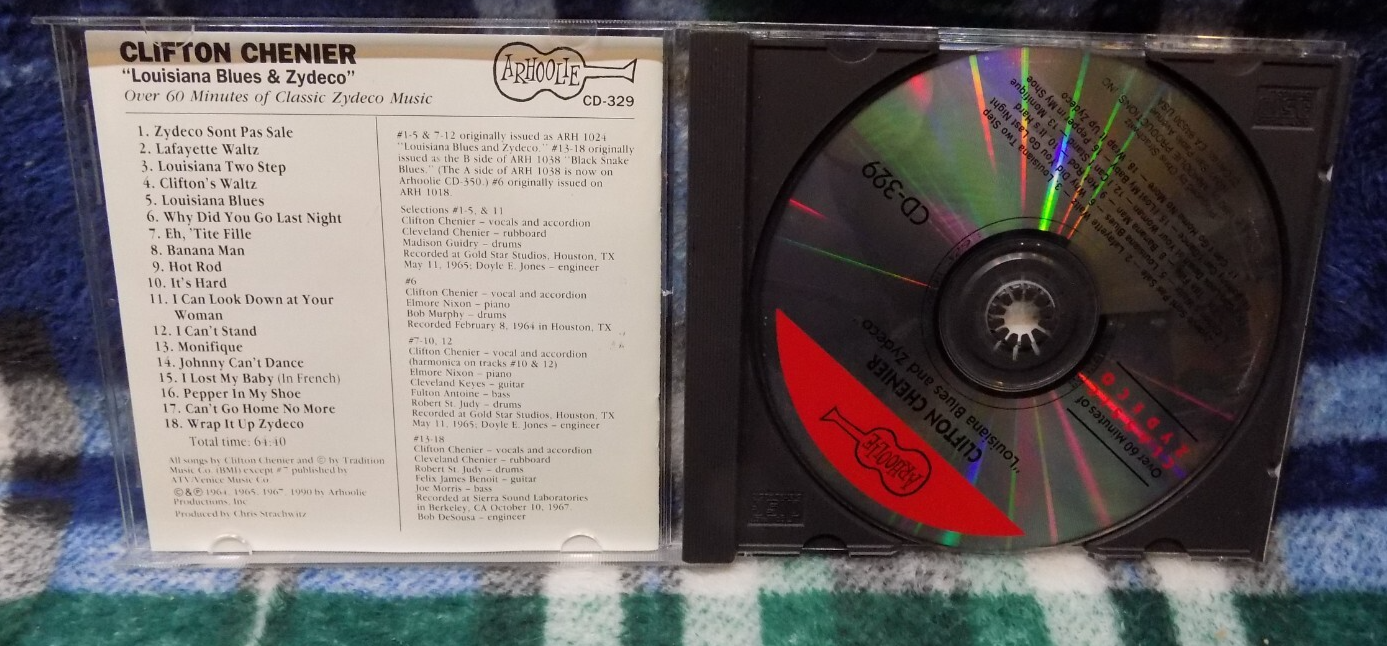 CLIFTON CHENIER
"Louisiana Blues & Zydeco"
Over 60 Minutes of Classic Zydeco Music
ARHOOLIE
CD-329
1. Zydeco Sont Pas Sale
2. Lafayette Waltz
3. Louisiana Two Step
4. Clifton's Waltz
5. Louisiana Blues
6. Why Did You Go Last Night
7. Eh, 'Tite Fille
8. Banana Man
9. Hot Rod
10. It's Hard
11. I Can Look Down at Your
Woman
12. I Can't Stand
13. Monifique
14. Johnny Can't Dance
15. I Lost My Baby (In French)
16. Pepper In My Shoe
17. Can't Go Home No More
18. Wrap It Up Zydeco
Total time: 64:40
All songs by Clifton Chenier and © by Tradition
Music Co. (BMI) except #7 published by
ATV/Venice Music Co
©&℗ 1964, 1965, 1967, 1990 by Arhoolie
Productions, Inc
Produced by Chris Strachwitz
#1-5 & 7-12 originally issued as ARH 1024
"Louisiana Blues and Zydeco." #13-18 originally
issued as the B side of ARH 1038 "Black Snake
Blues." (The A side of ARH 1038 is now on
Arhoolie CD-350.) #6 originally issued on
ARH 1018.
Selections #1-5, & 11
Clifton Chenier – vocals and accordion
Cleveland Chenier – rubboard
Madison Guidry – drums
Recorded at Gold Star Studios, Houston, TX
May 11, 1965; Doyle E. Jones – engineer
#6
Clifton Chenier – vocal and accordion
Elmore Nixon – piano
Bob Murphy – drums
Recorded February 8, 1964 in Houston, TX
#7-10, 12
Clifton Chenier – vocal and accordion
(harmonica on tracks #10 & 12)
Elmore Nixon – piano
Cleveland Keyes – guitar
Fulton Antoine – bass
Robert St. Judy – drums
Recorded at Gold Star Studios, Houston, TX
May 11, 1965; Doyle E. Jones – engineer
#13-18
Clifton Chenier – vocals and accordion
Cleveland Chenier – rubboard
Robert St. Judy – drums
Felix James Benoit – guitar
Joe Morris – bass
Recorded at Sierra Sound Laboratories
in Berkeley, CA October 10, 1967.
Bob DeSousa – engineer
CD-329
ARHOOLIE
CLIFTON CHENIER
"Louisiana Blues and Zydeco"
Over 60 Minutes of
ZYDECO